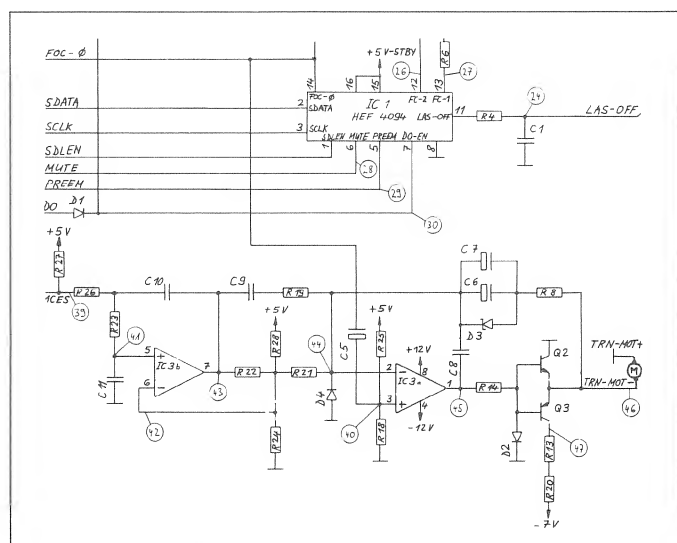 FOC-Ø
+5V-STBY
R6
14
16
15
26
12
13
27
FOC-Ø
IC 1
FC-2
FC-1
HEF 4094
LAS-OFF
11
R4
24
LAS-OFF
C1
SDATA
2
SDATA
SCLK
3
SCLK
SDLEN
MUTE
PREEM
DO-EN
SDLEN
1
6
5
7
8
MUTE
28
PREEM
29
DO
D1
30
+5V
R27
1CES
39
R26
C10
C9
R19
R23
41
C11
5
+
IC3b
7
6
−
42
43
R22
+5V
R28
R21
R24
44
D4
C5
+5V
R25
40
R18
2
−
3
+
IC3a
+12V
8
1
4
-12V
C7
C6
R8
D3
C8
45
R14
D2
Q2
Q3
TRN-MOT+
M
TRN-MOT-
46
47
R13
R20
-7V